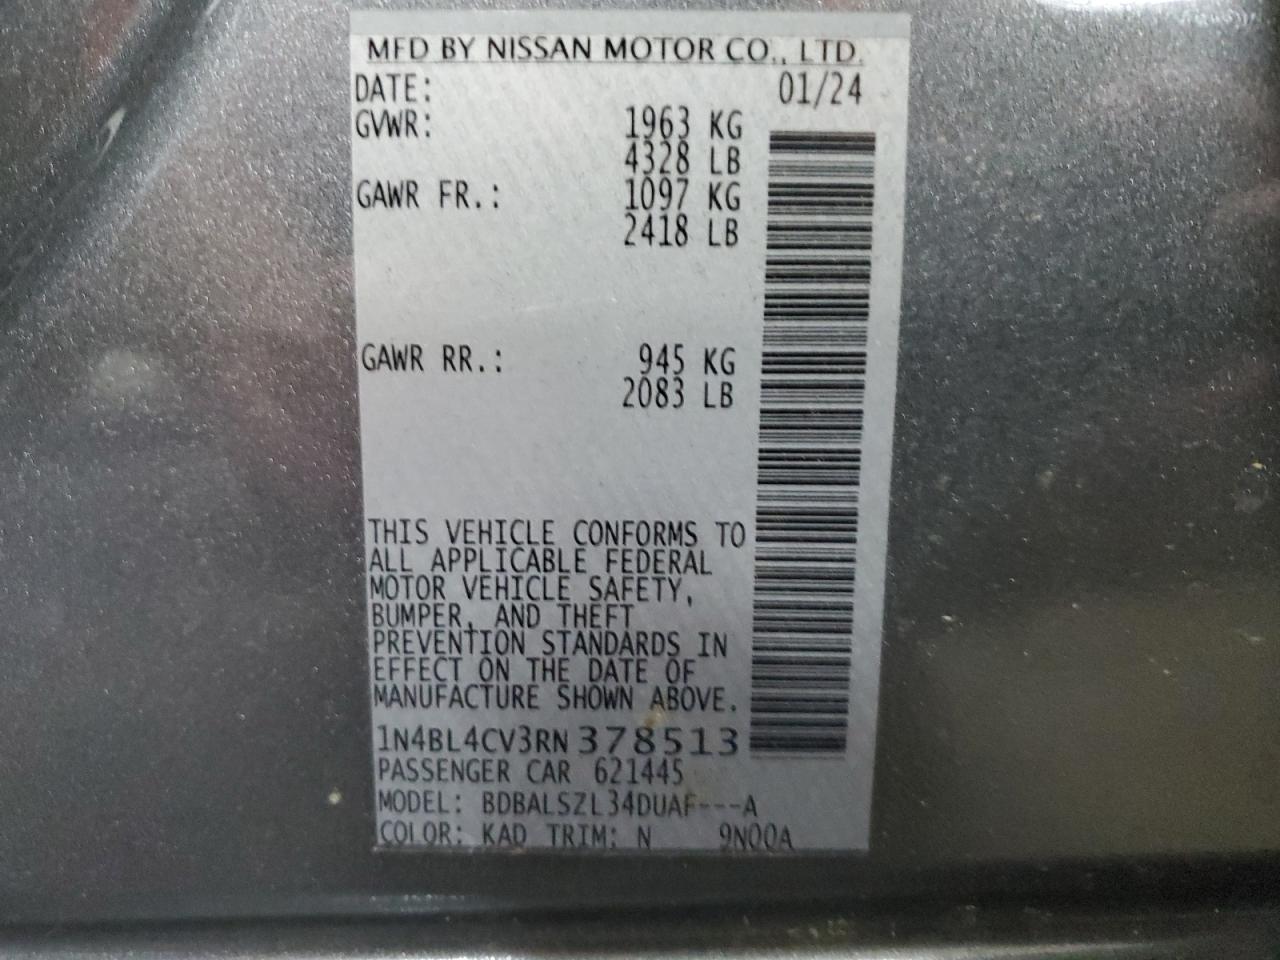 MFD BY NISSAN MOTOR CO., LTD.
DATE: 01/24
GVWR: 1963 KG
4328 LB
GAWR FR.: 1097 KG
2418 LB
GAWR RR.: 945 KG
2083 LB
THIS VEHICLE CONFORMS TO
ALL APPLICABLE FEDERAL
MOTOR VEHICLE SAFETY,
BUMPER, AND THEFT
PREVENTION STANDARDS IN
EFFECT ON THE DATE OF
MANUFACTURE SHOWN ABOVE.
1N4BL4CV3RN378513
PASSENGER CAR 621445
MODEL: BDBALSZL34DUAF---A
COLOR: KAD TRIM: N 9N00A